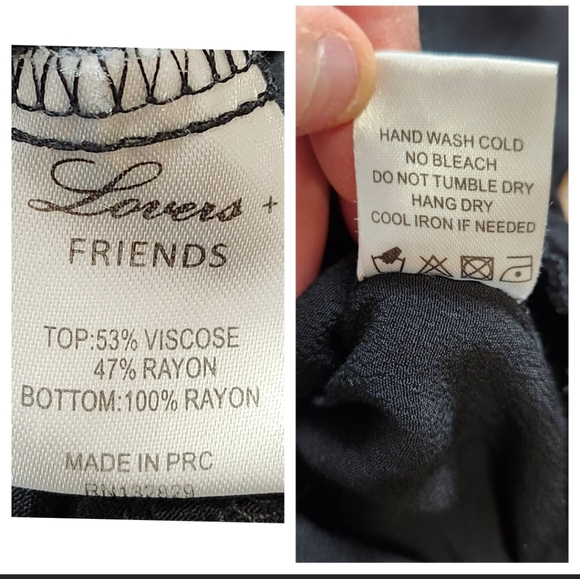 Lovers +
FRIENDS
TOP:53% VISCOSE
47% RAYON
BOTTOM:100% RAYON
MADE IN PRC
RN132829
HAND WASH COLD
NO BLEACH
DO NOT TUMBLE DRY
HANG DRY
COOL IRON IF NEEDED